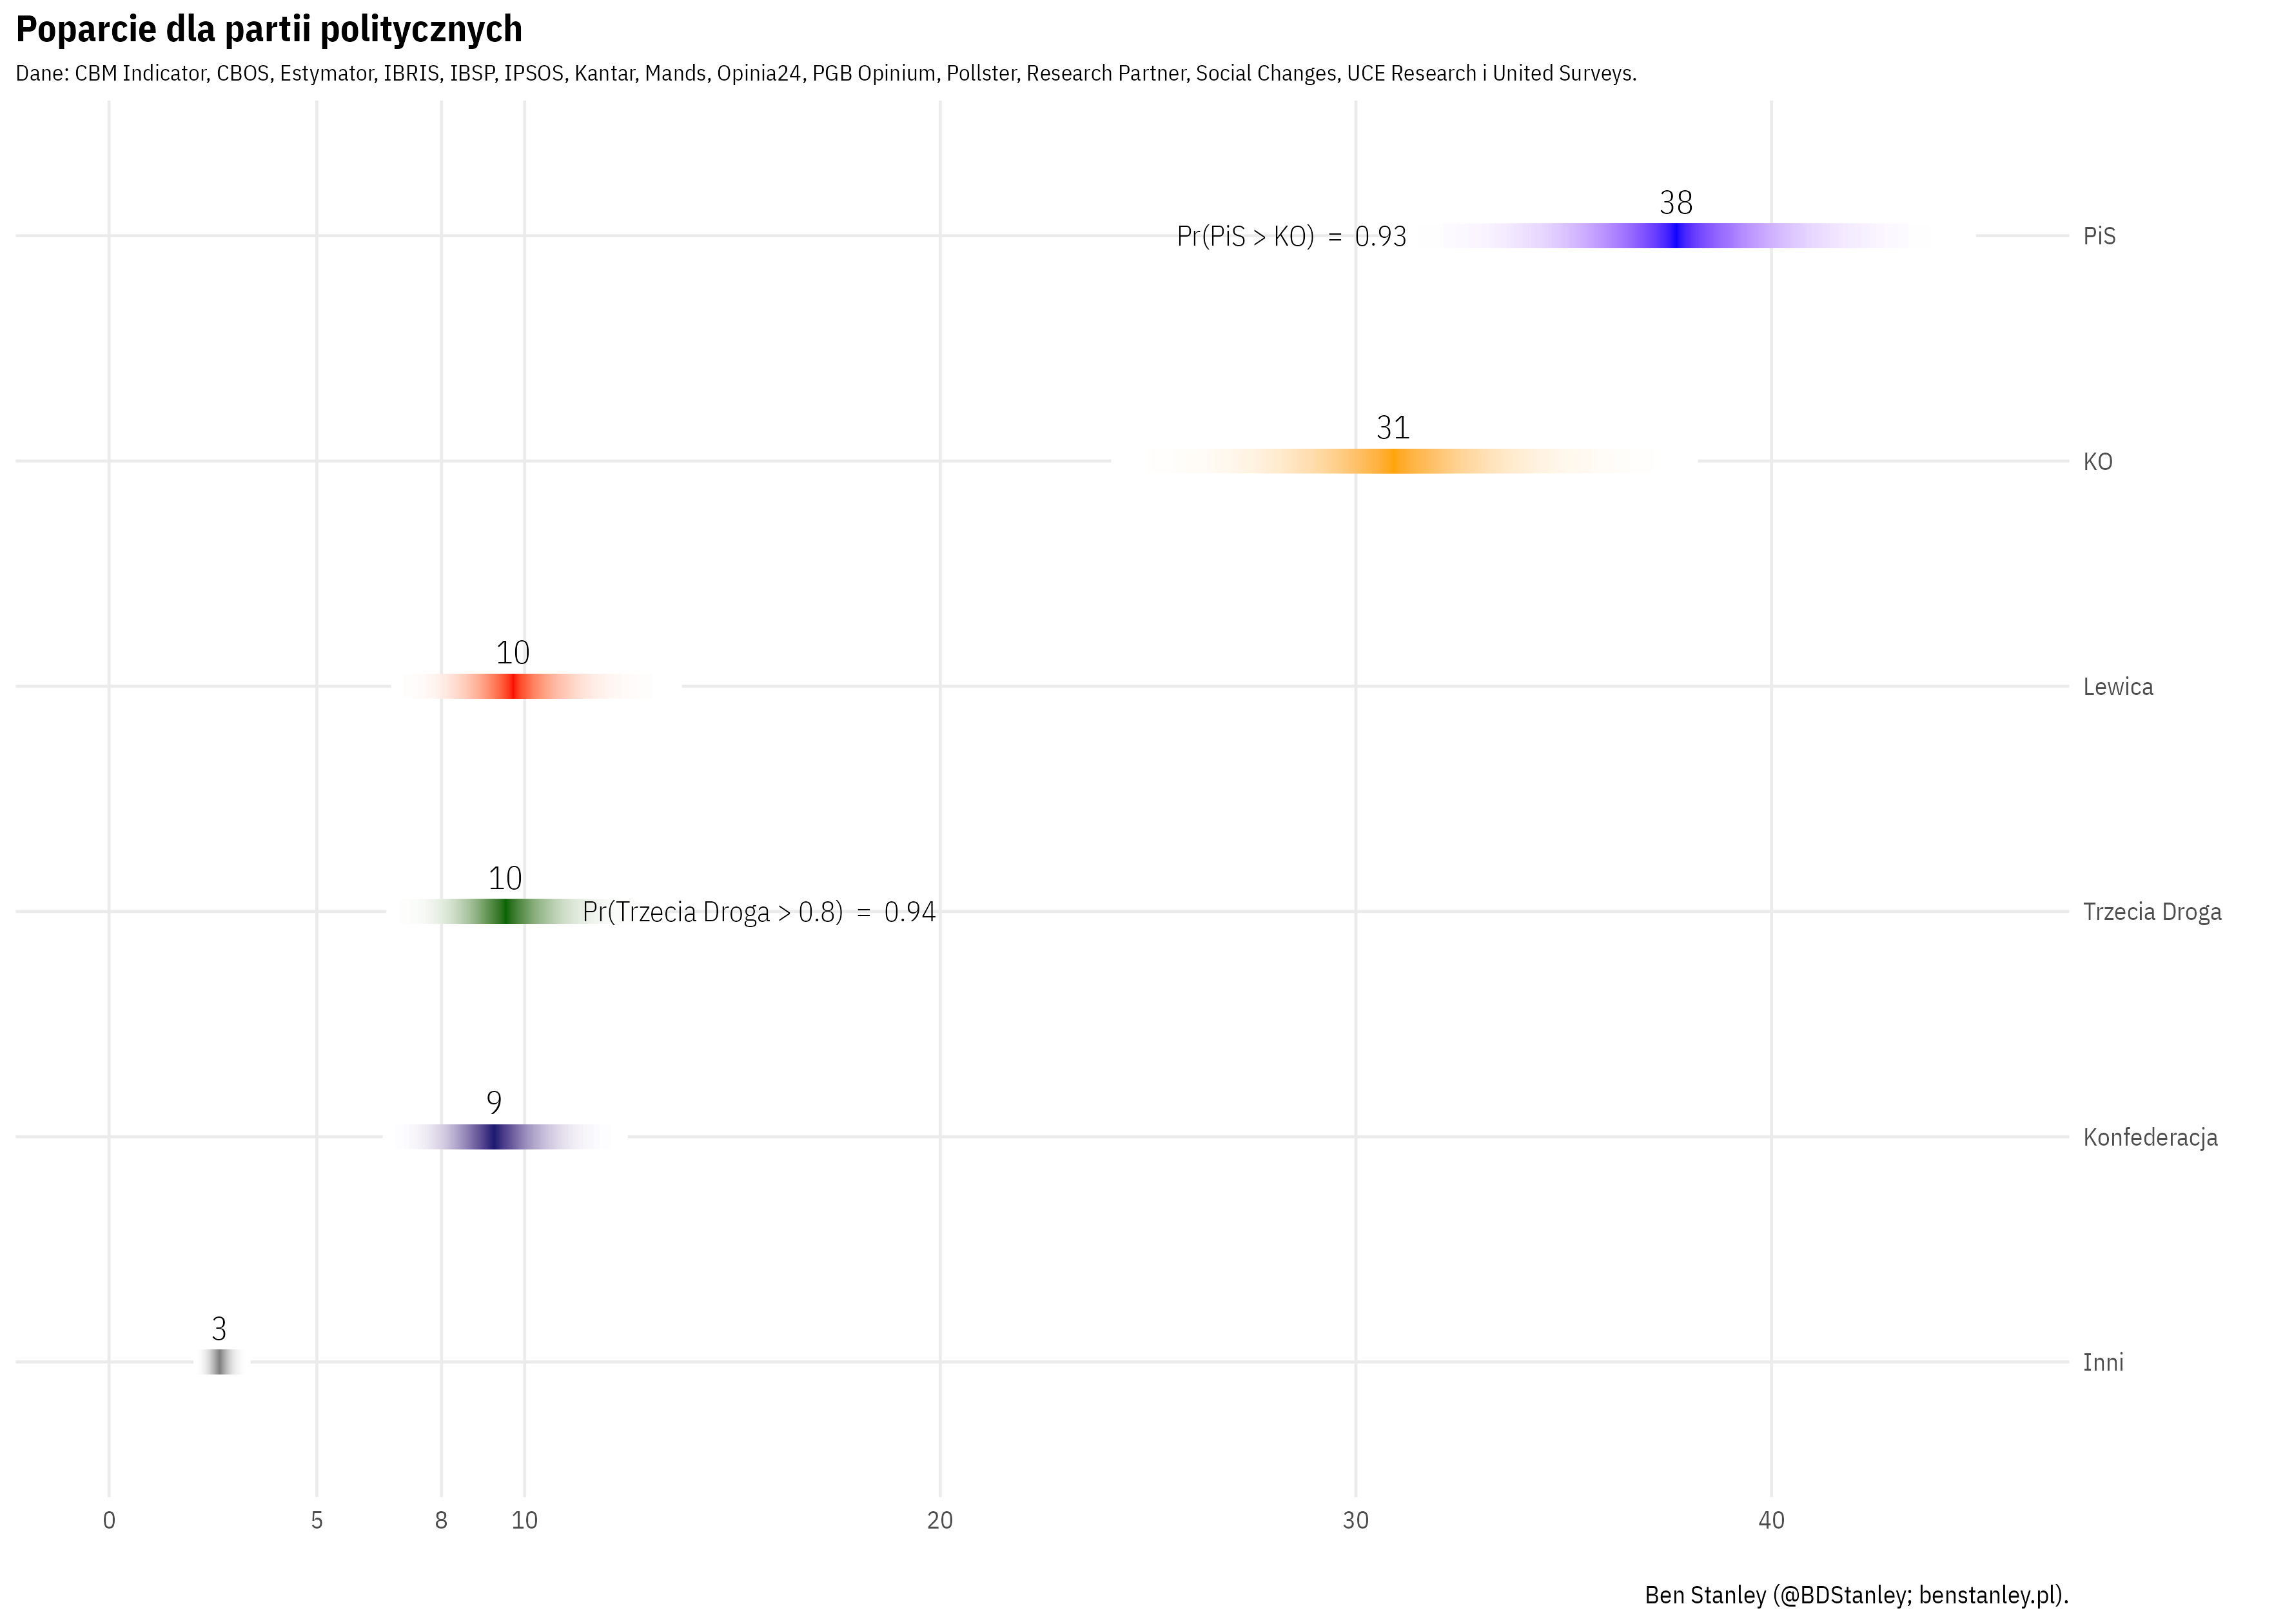 Poparcie dla partii politycznych
Dane: CBM Indicator, CBOS, Estymator, IBRIS, IBSP, IPSOS, Kantar, Mands, Opinia24, PGB Opinium, Pollster, Research Partner, Social Changes, UCE Research i United Surveys.
38
Pr(PiS > KO) = 0.93
PiS
31
KO
10
Lewica
10
Pr(Trzecia Droga > 0.8) = 0.94
Trzecia Droga
9
Konfederacja
3
Inni
0 5 8 10 20 30 40
Ben Stanley (@BDStanley; benstanley.pl).